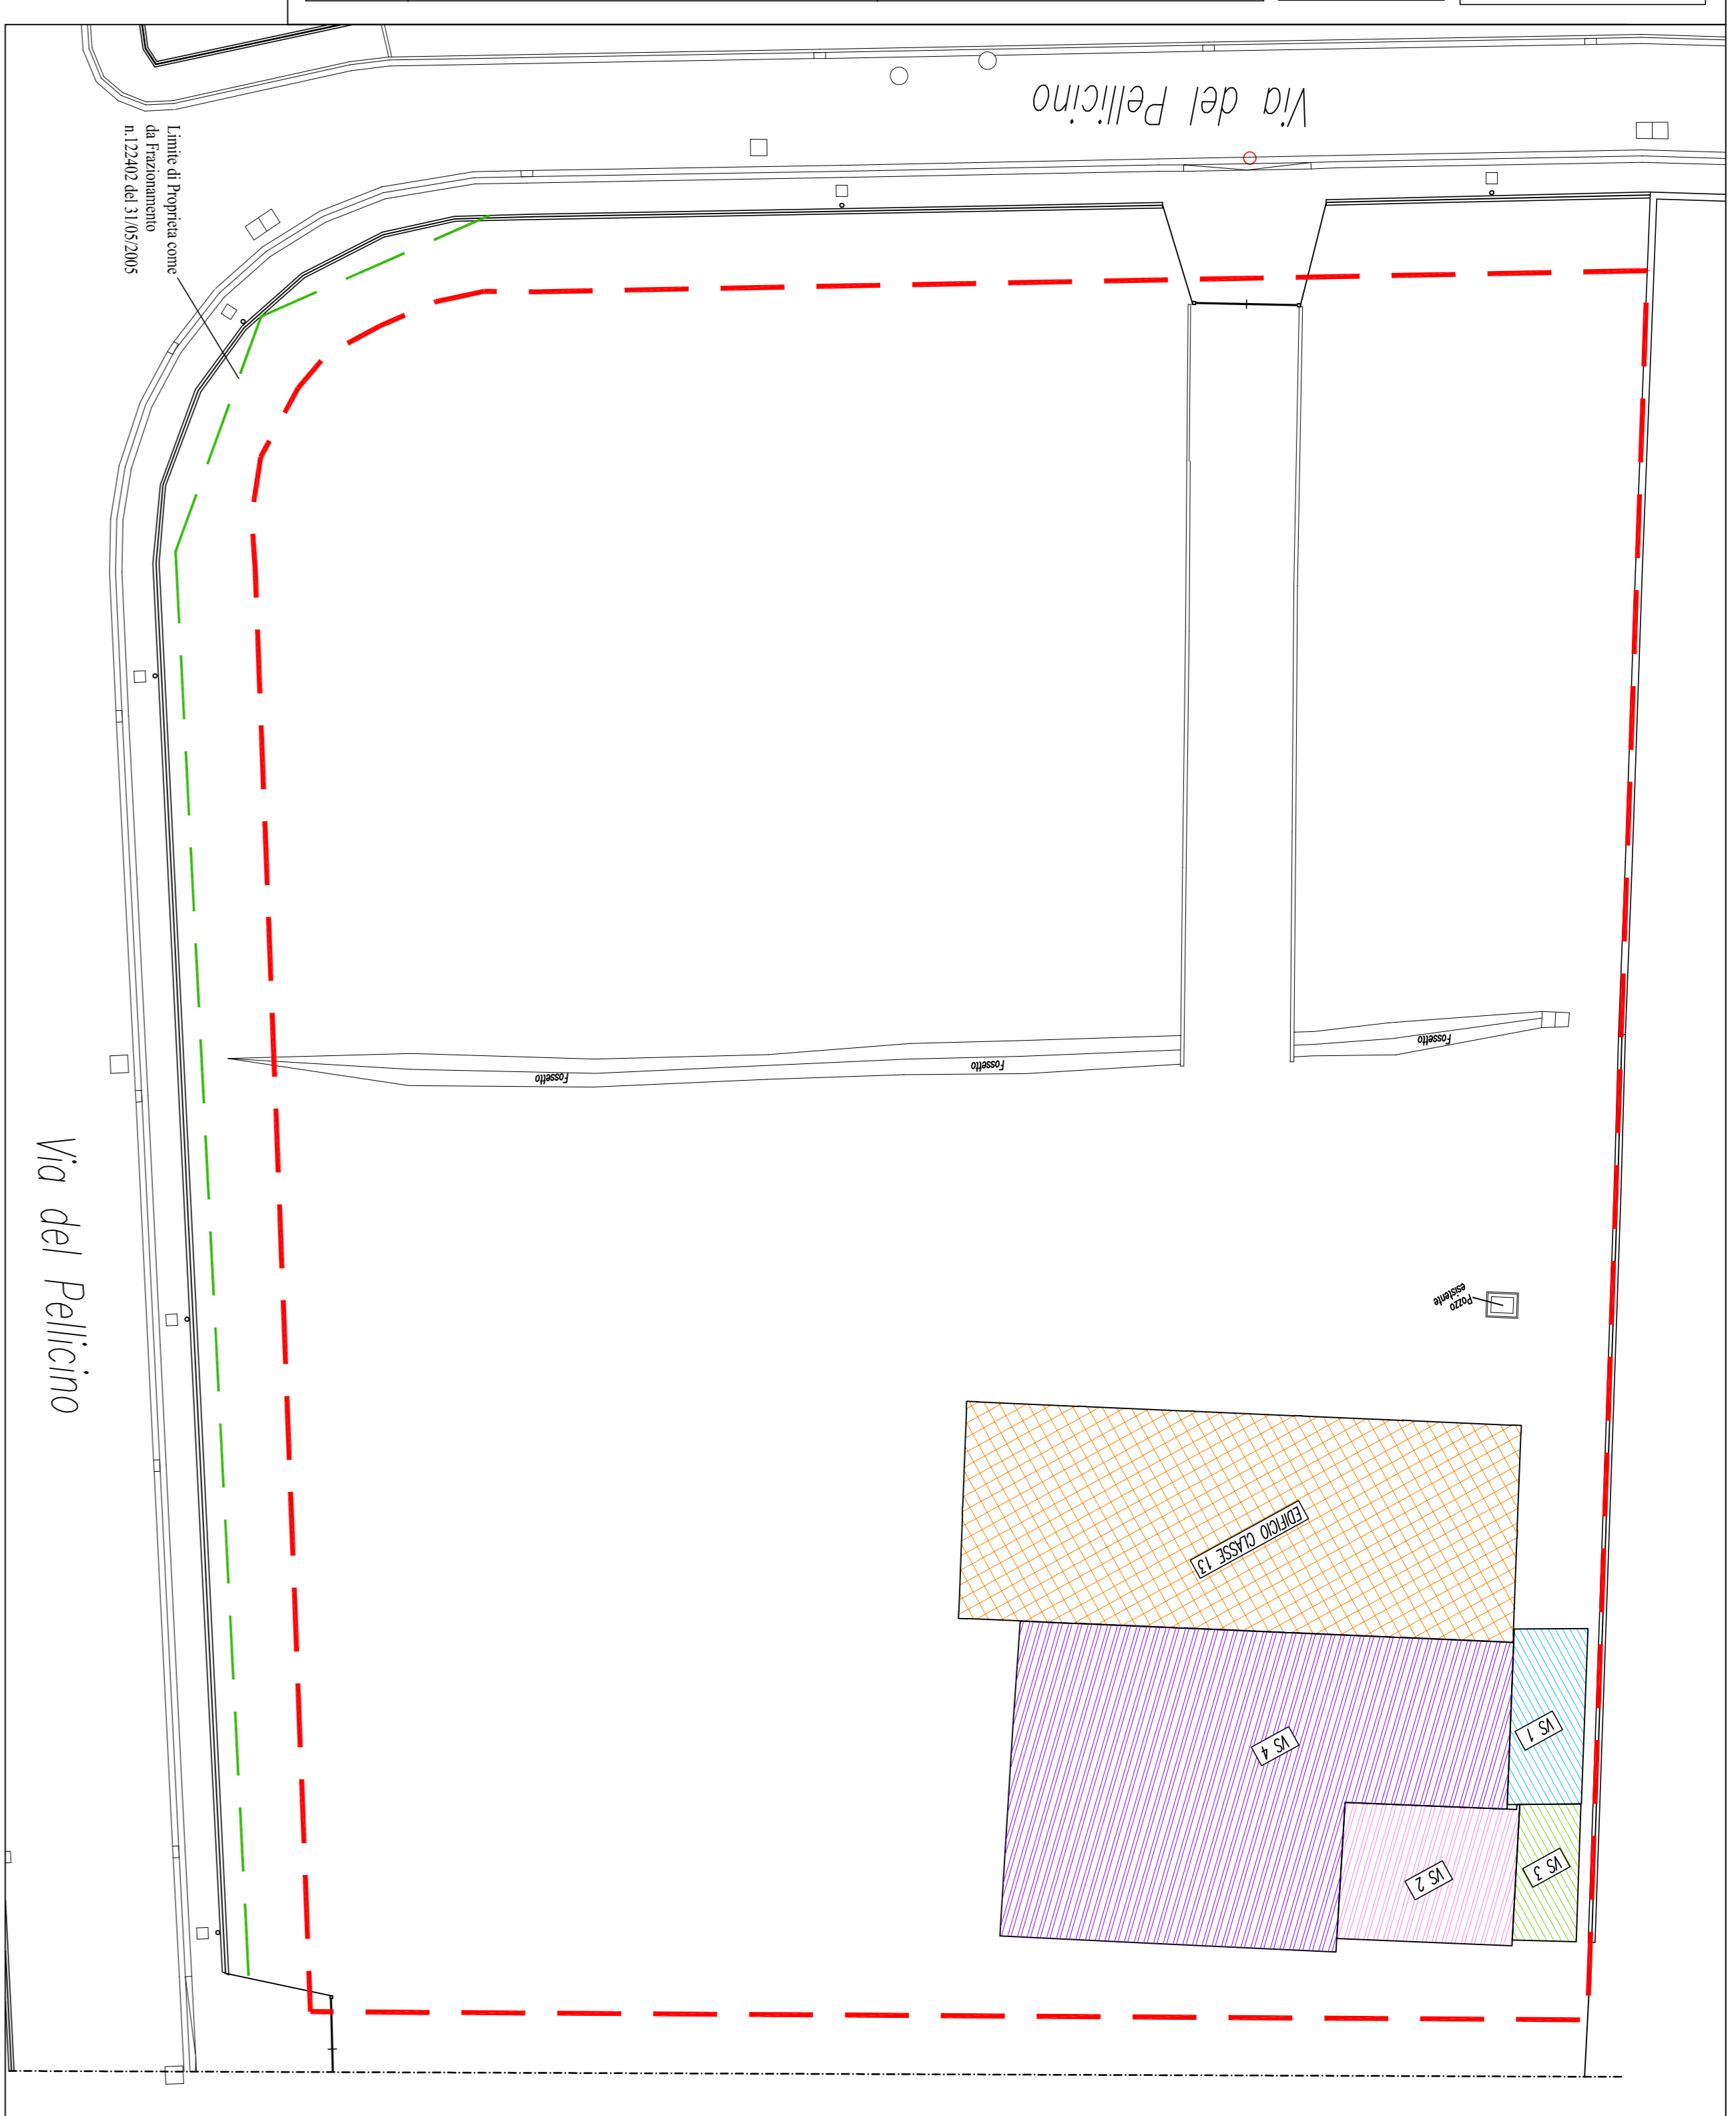 Via del Pellicino
Limite di Proprieta come
da Frazionamento
n.122402 del 31/05/2005
Fossetto
Fossetto
Fossetto
Via del Pellicino
Pozzo
esistente
EDIFICIO CLASSE 13
VS 1
VS 4
VS 3
VS 2